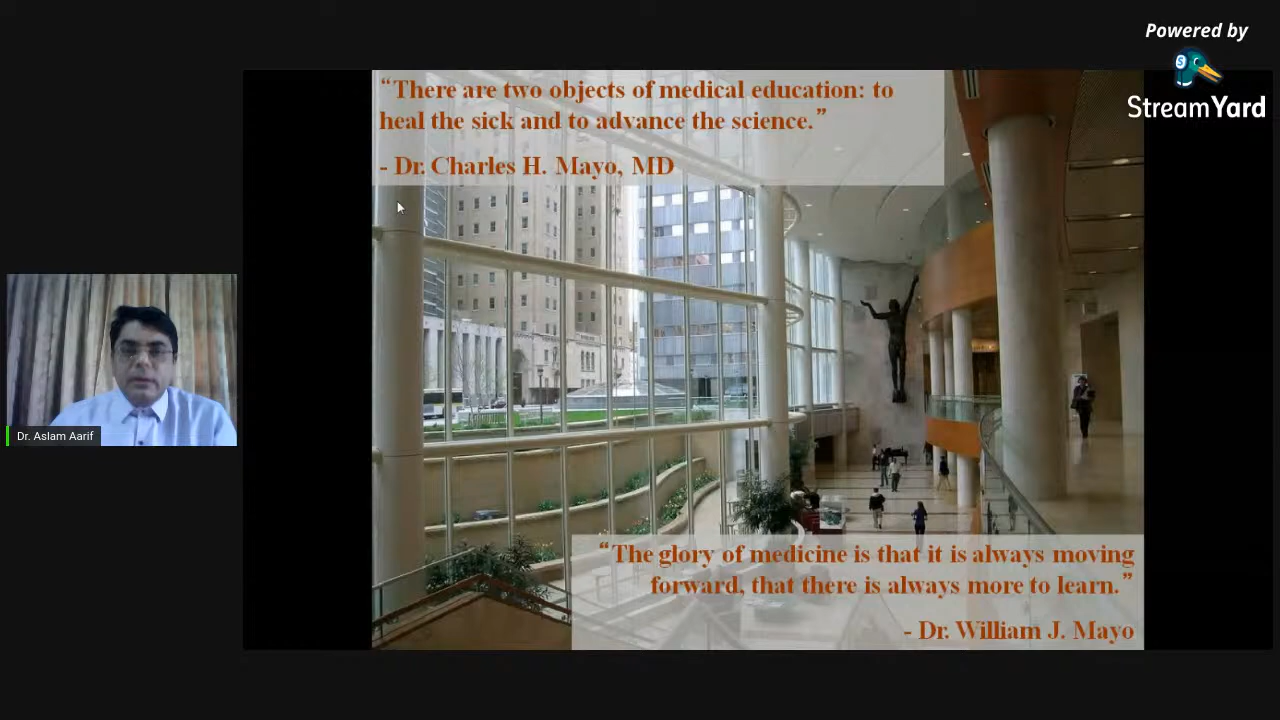 Powered by
StreamYard
“There are two objects of medical education: to
heal the sick and to advance the science.”
- Dr. Charles H. Mayo, MD
Dr. Aslam Aarif
“The glory of medicine is that it is always moving
forward, that there is always more to learn.”
- Dr. William J. Mayo